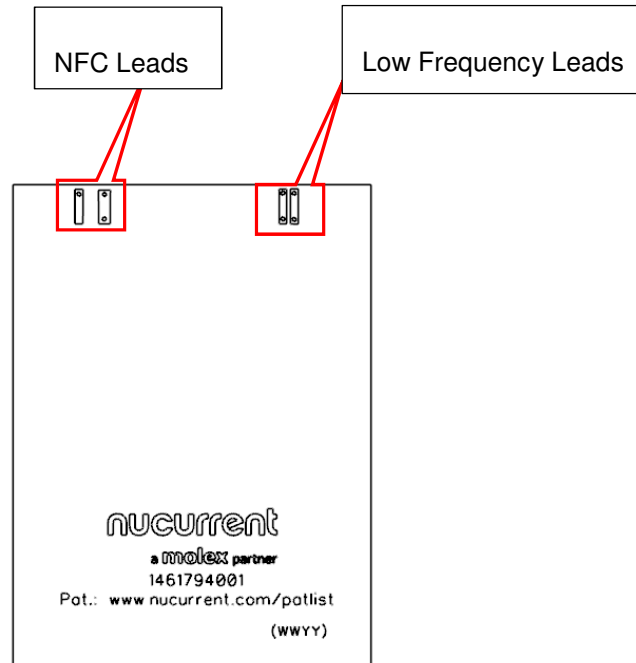 NFC Leads
Low Frequency Leads
nucurrent
a molex partner
1461794001
Pat.: www nucurrent.com/patlist
(WWYY)